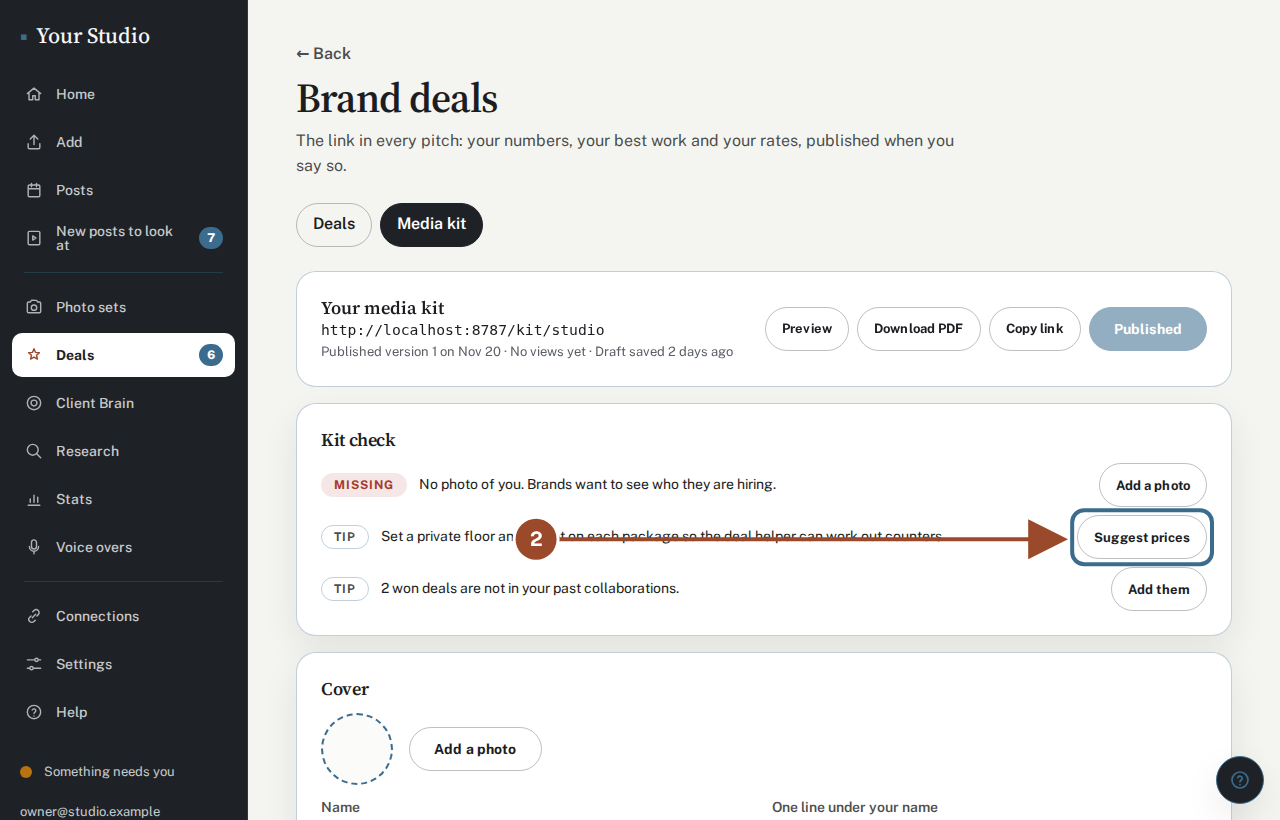 Your Studio
Home
Add
Posts
New posts to look
at
7
Photo sets
Deals
6
Client Brain
Research
Stats
Voice overs
Connections
Settings
Help
Something needs you
owner@studio.example
← Back
Brand deals
The link in every pitch: your numbers, your best work and your rates, published when you
say so.
Deals
Media kit
Your media kit
http://localhost:8787/kit/studio
Published version 1 on Nov 20 · No views yet · Draft saved 2 days ago
Preview
Download PDF
Copy link
Published
Kit check
MISSING
No photo of you. Brands want to see who they are hiring.
Add a photo
TIP
Set a private floor an
2
on each package so the deal helper can work out counters.
Suggest prices
TIP
2 won deals are not in your past collaborations.
Add them
Cover
Add a photo
Name
One line under your name